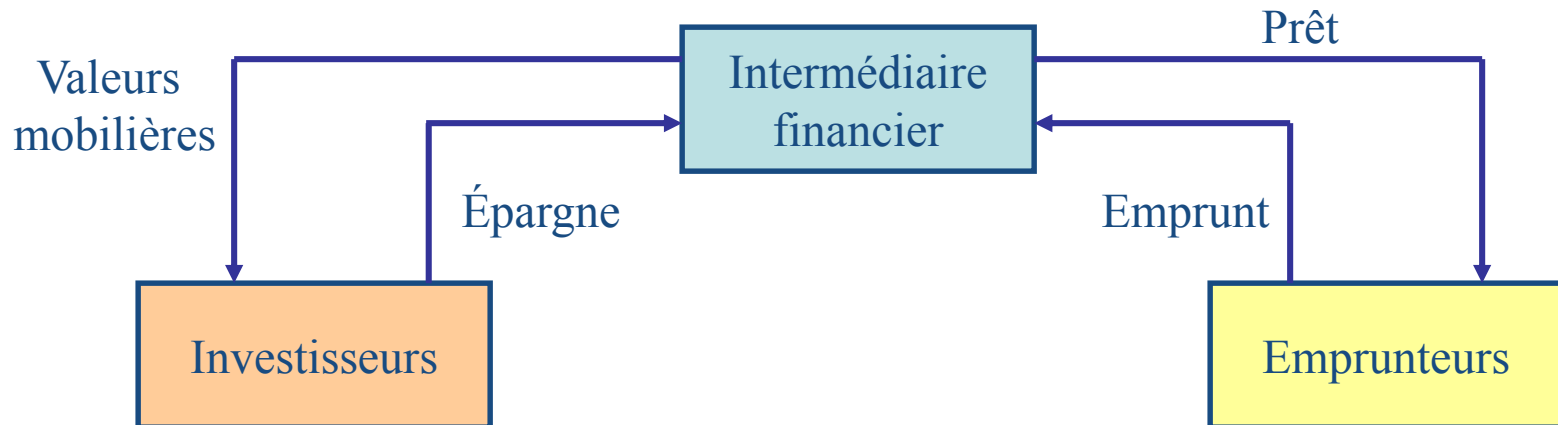 Prêt
Valeurs
mobilières
Intermédiaire
financier
Épargne
Emprunt
Investisseurs
Emprunteurs